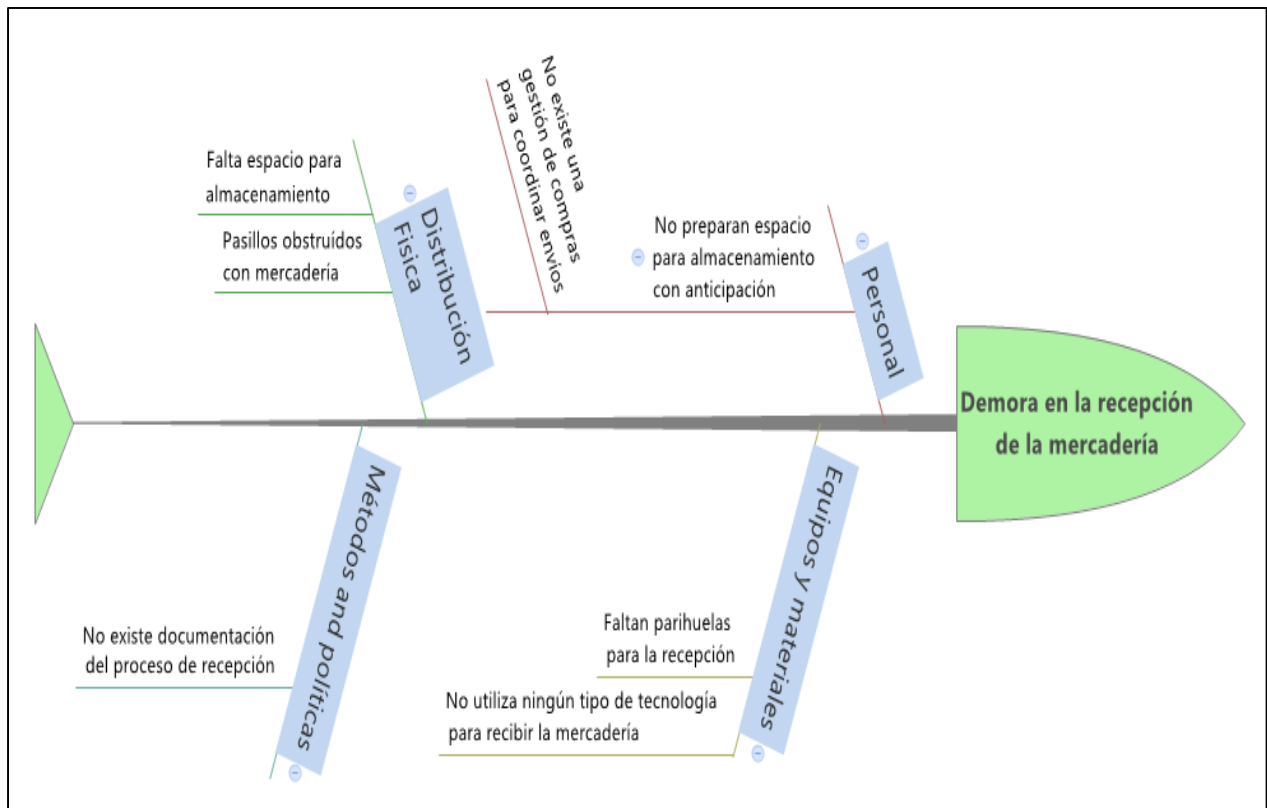 No existe una
gestión de compras
para coordinar envíos
Falta espacio para
almacenamiento
Pasillos obstruídos
con mercadería
Distribución
Fisica
No preparan espacio
para almacenamiento
con anticipación
Personal
Demora en la recepción
de la mercadería
Métodos and políticas
No existe documentación
del proceso de recepción
Equipos y materiales
Faltan parihuelas
para la recepción
No utiliza ningún tipo de tecnología
para recibir la mercadería